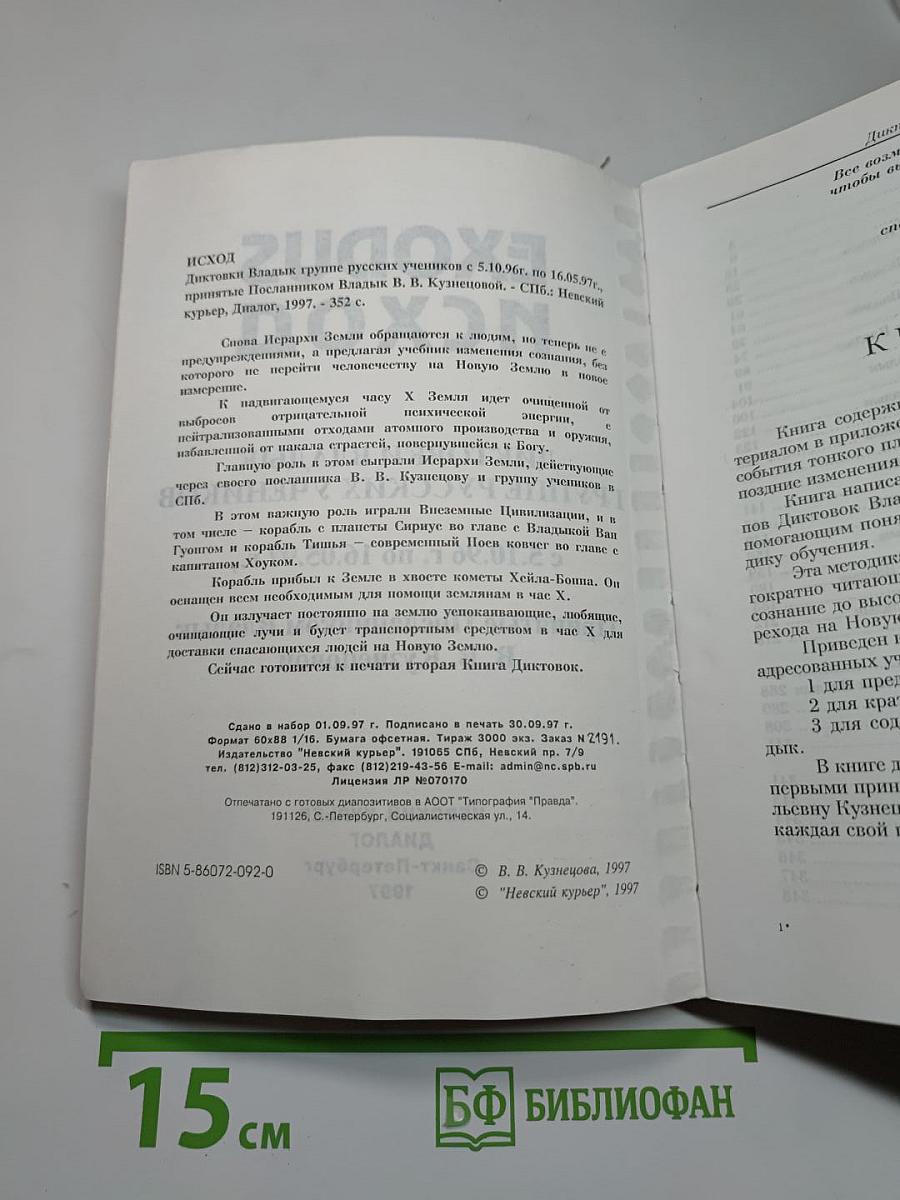 ИСХОД
Диктовки Владык группе русских учеников с 5.10.96г. по 16.05.97г.,
принятые Посланником Владык В. В. Кузнецовой. - СПб.: Невский
курьер, Диалог, 1997. - 352 с.
Снова Иерархи Земли обращаются к людям, но теперь не с
предупреждениями, а предлагая учебник изменения сознания, без
которого не перейти человечеству на Новую Землю в новое
измерение.
К надвигающемуся часу Х Земля идет очищенной от
выбросов отрицательной психической энергии, с
нейтрализованными отходами атомного производства и оружия,
избавленной от накала страстей, повернувшейся к Богу.
Главную роль в этом сыграли Иерархи Земли, действующие
через своего посланника В. В. Кузнецову и группу учеников в
СПб.
В этом важную роль играли Внеземные Цивилизации, и в
том числе – корабль с планеты Сириус во главе с Владыкой Ван
Гуонгом и корабль Тишья – современный Ноев ковчег во главе с
капитаном Хоуком.
Корабль прибыл к Земле в хвосте кометы Хейла-Боппа. Он
оснащен всем необходимым для помощи землянам в час Х.
Он излучает постоянно на землю успокаивающие, любящие,
очищающие лучи и будет транспортным средством в час Х для
доставки спасающихся людей на Новую Землю.
Сейчас готовится к печати вторая Книга Диктовок.
Сдано в набор 01.09.97 г. Подписано в печать 30.09.97 г.
Формат 60х88 1/16. Бумага офсетная. Тираж 3000 экз. Заказ N2191.
Издательство "Невский курьер". 191065 СПб, Невский пр. 7/9
тел. (812)312-03-25, факс (812)219-43-56 E-mail: admin@nc.spb.ru
Лицензия ЛР №070170
Отпечатано с готовых диапозитивов в АООТ "Типография "Правда".
191126, С.-Петербург, Социалистическая ул., 14.
ISBN 5-86072-092-0
© В. В. Кузнецова, 1997
© "Невский курьер", 1997
Все возм
чтобы вы
К
Книга содерж
териалом в приложе
события тонкого пл
поздние изменения
Книга написа
пов Диктовок Вла
помогающим поня
дику обучения.
Эта методика
гократно читающ
сознание до высо
рехода на Новую
Приведен и
адресованных уч
1 для пред
2 для крат
3 для сод
дык.
В книге д
первыми прин
льевну Кузнец
каждая свой п
1*
15 см
БФ БИБЛИОФАН